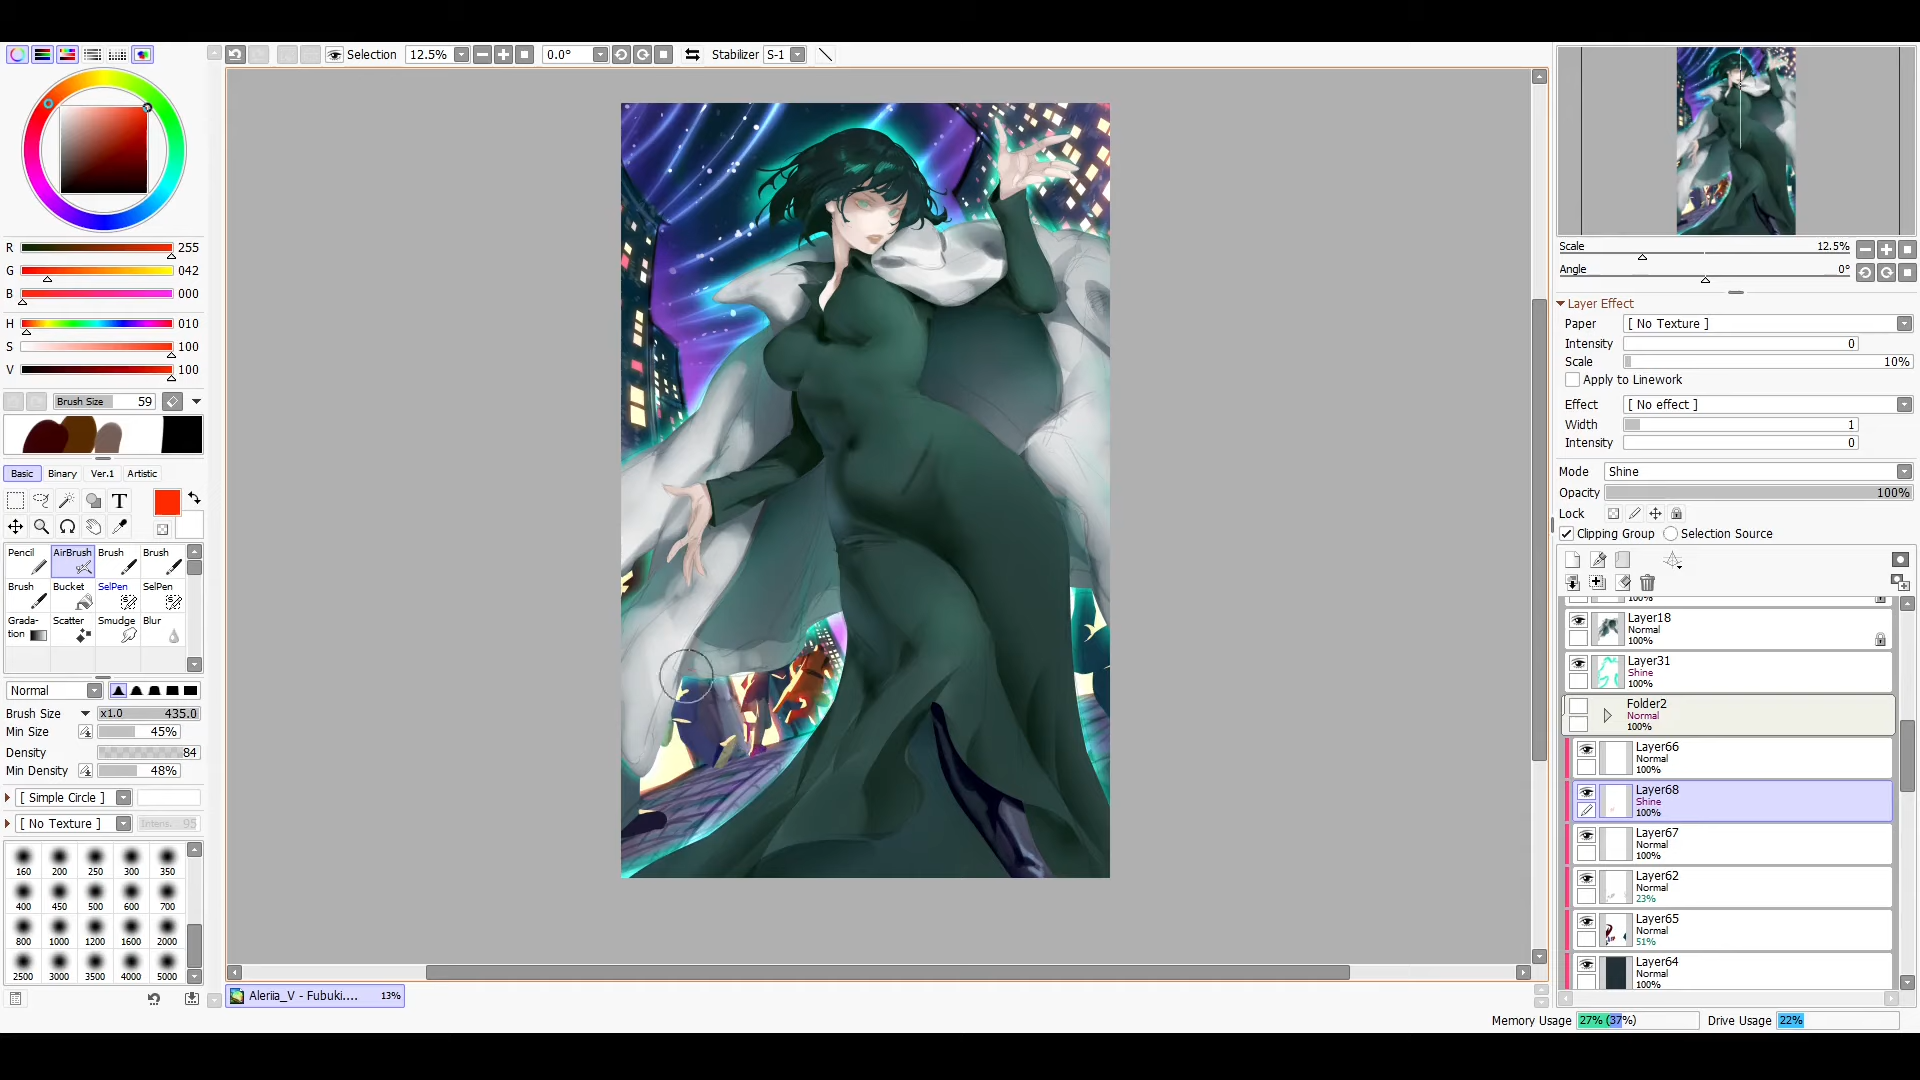 Selection 12.5% 0.0° Stabilizer S-1
R 255
G 042
B 000
H 010
S 100
V 100
Brush Size 59
Basic Binary Ver.1 Artistic
T
Pencil AirBrush Brush Brush
Brush Bucket SelPen SelPen
Grada-
tion Scatter Smudge Blur
Normal
Brush Size x1.0 435.0
Min Size 45%
Density 84
Min Density 48%
[ Simple Circle ]
[ No Texture ] Intens. 95
160 200 250 300 350
400 450 500 600 700
800 1000 1200 1600 2000
2500 3000 3500 4000 5000
Aleriia_V - Fubuki.... 13%
Scale 12.5%
Angle 0°
Layer Effect
Paper [ No Texture ]
Intensity 0
Scale 10%
Apply to Linework
Effect [ No effect ]
Width 1
Intensity 0
Mode Shine
Opacity 100%
Lock
Clipping Group Selection Source
100%
Layer18
Normal
100%
Layer31
Shine
100%
Folder2
Normal
100%
Layer66
Normal
100%
Layer68
Shine
100%
Layer67
Normal
100%
Layer62
Normal
23%
Layer65
Normal
51%
Layer64
Normal
100%
Memory Usage 27% (37%) Drive Usage 22%